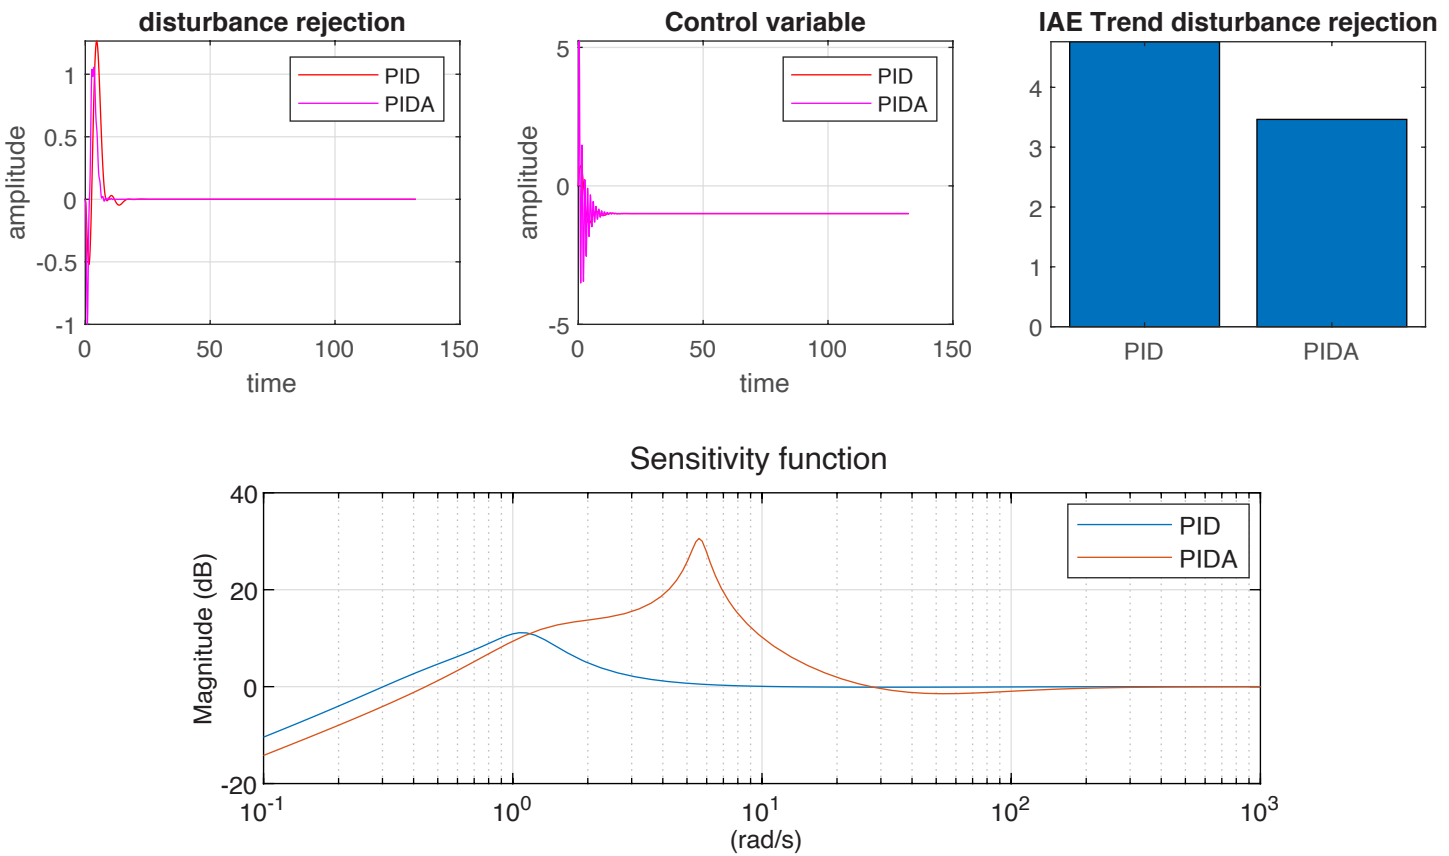 disturbance rejection
PID
PIDA
1
0.5
0
-0.5
-1
amplitude
0
50
100
150
time
Control variable
PID
PIDA
5
0
-5
amplitude
0
50
100
150
time
IAE Trend disturbance rejection
4
3
2
1
0
PID
PIDA
Sensitivity function
PID
PIDA
40
20
0
-20
Magnitude (dB)
10^-1
10^0
10^1
10^2
10^3
(rad/s)